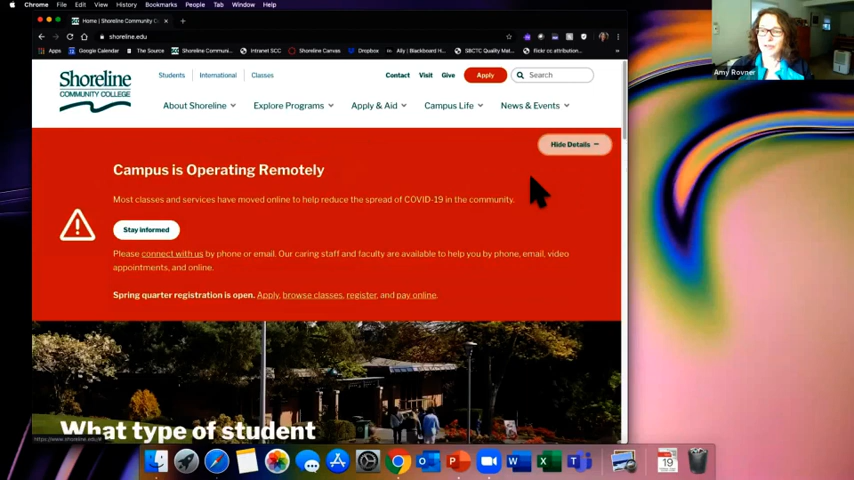 Chrome File Edit View History Bookmarks People Tab Window Help
Home | Shoreline Community C
shoreline.edu
Apps Google Calendar The Source Shoreline Communi... Intranet SCC Shoreline Canvas Dropbox Ally | Blackboard H... SBCTC Quality Mat... flickr cc attribution...
Amy Rovner
Shoreline
COMMUNITY COLLEGE
Students International Classes
Contact Visit Give Apply Search
About Shoreline Explore Programs Apply & Aid Campus Life News & Events
Hide Details −
Campus is Operating Remotely
Most classes and services have moved online to help reduce the spread of COVID-19 in the community.
Stay informed
Please connect with us by phone or email. Our caring staff and faculty are available to help you by phone, email, video
appointments, and online.
Spring quarter registration is open. Apply, browse classes, register, and pay online.
What type of student
https://www.shoreline.edu/#
19